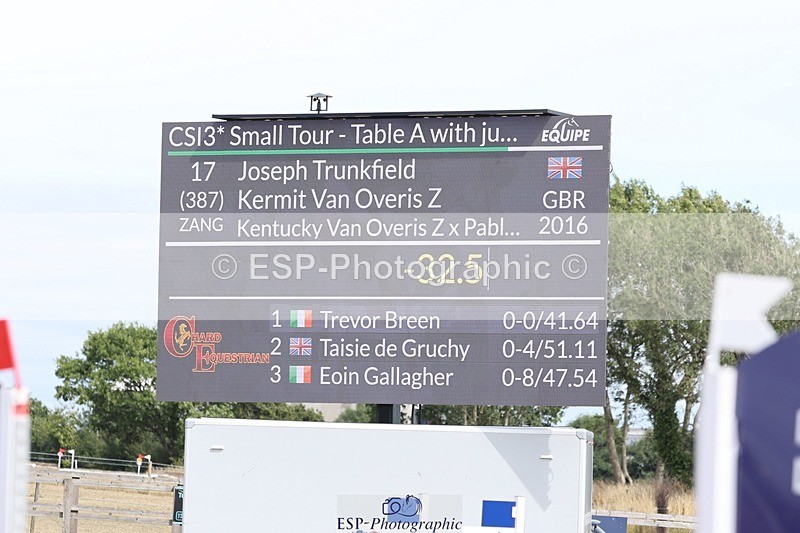 CSI3* Small Tour - Table A with ju...
EQUIPE
17 Joseph Trunkfield
(387) Kermit Van Overis Z GBR
ZANG Kentucky Van Overis Z x Pabl... 2016
-32.5
© ESP-Photographic ©
1 Trevor Breen 0-0/41.64
2 Taisie de Gruchy 0-4/51.11
3 Eoin Gallagher 0-8/47.54
CHARD
EQUESTRIAN
ESP-Photographic